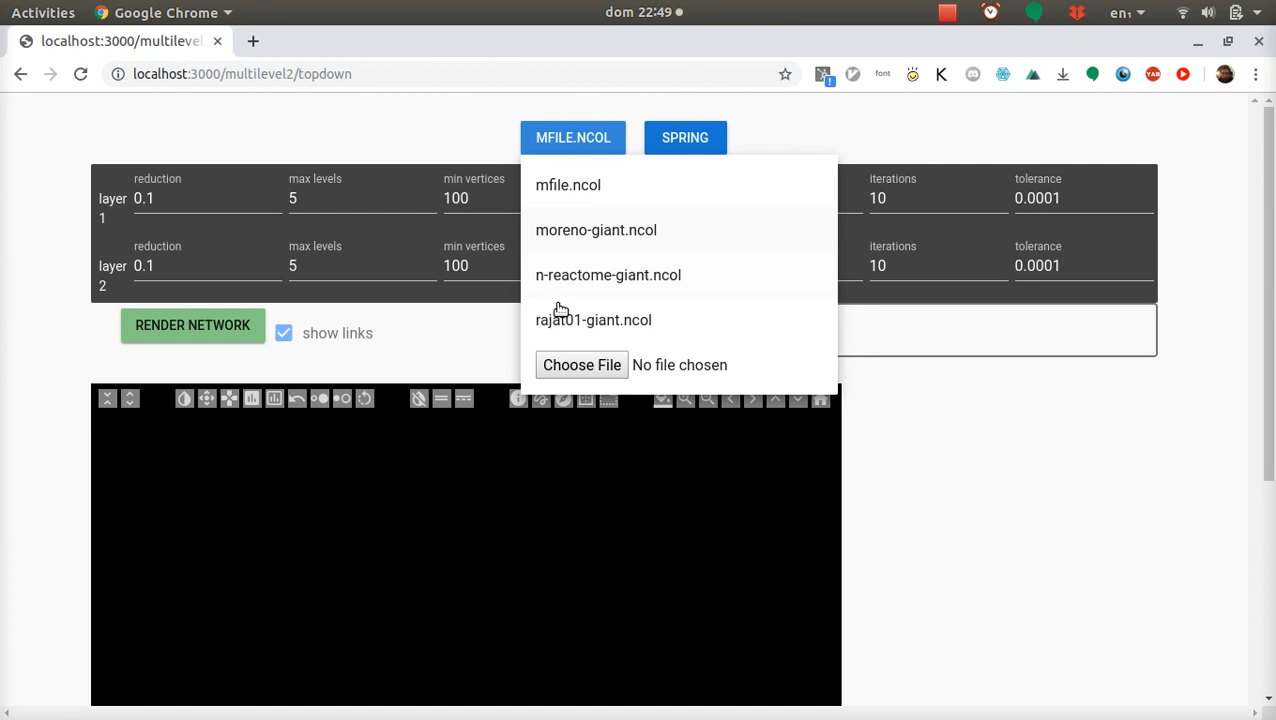 Activities Google Chrome dom 22:49 en₁
localhost:3000/multilevel
localhost:3000/multilevel2/topdown
font K YAB
MFILE.NCOL SPRING
mfile.ncol
moreno-giant.ncol
n-reactome-giant.ncol
rajat01-giant.ncol
Choose File No file chosen
reduction max levels min vertices iterations tolerance
layer 1 0.1 5 100 10 0.0001
reduction max levels min vertices iterations tolerance
layer 2 0.1 5 100 10 0.0001
RENDER NETWORK show links